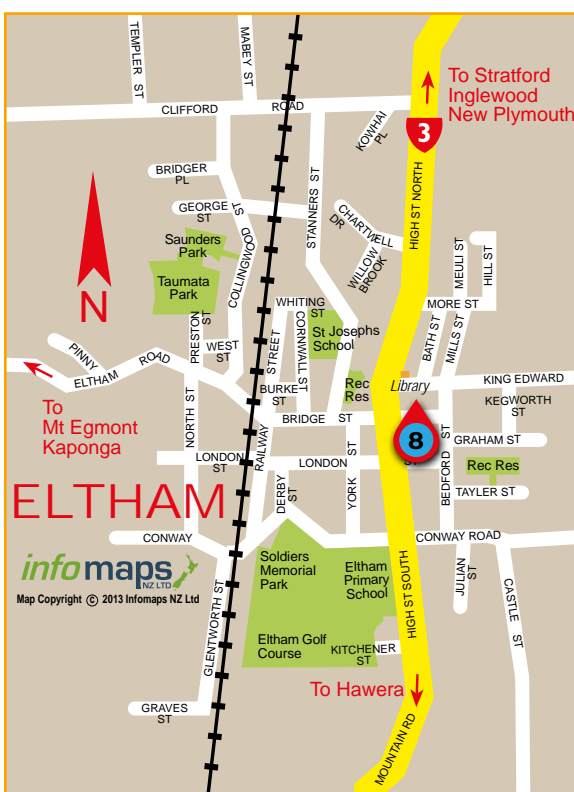 TEMPLER ST
MABEY ST
To Stratford
Inglewood
New Plymouth
CLIFFORD ROAD
3
KOWHAI PL
BRIDGER
PL
STANNERS ST
HIGH ST NORTH
GEORGE
ST
CHARTWELL DR
COLLINGWOOD ST
Saunders
Park
WILLOW
BROOK
MEULI ST
HILL ST
Taumata
Park
N
WHITING ST
MORE ST
PRESTON ST
CORNWALL ST
St Josephs
School
BATH ST
MILLS ST
WEST
ST
PINNY
ELTHAM ROAD
RAILWAY STREET
BURKE
ST
Rec
Res
Library
KING EDWARD
To
Mt Egmont
Kaponga
KEGWORTH
ST
NORTH ST
BRIDGE ST
8
GRAHAM ST
LONDON
ST
LONDON
ST
YORK ST
BEDFORD ST
Rec Res
ELTHAM
DERBY
ST
TAYLER ST
CONWAY
CONWAY ROAD
infomaps
NZ LTD
Map Copyright © 2013 Infomaps NZ Ltd
Soldiers
Memorial
Park
Eltham
Primary
School
JULIAN
ST
CASTLE ST
GLENTWORTH ST
HIGH ST SOUTH
Eltham Golf
Course
KITCHENER
ST
To Hawera
GRAVES
ST
MOUNTAIN RD